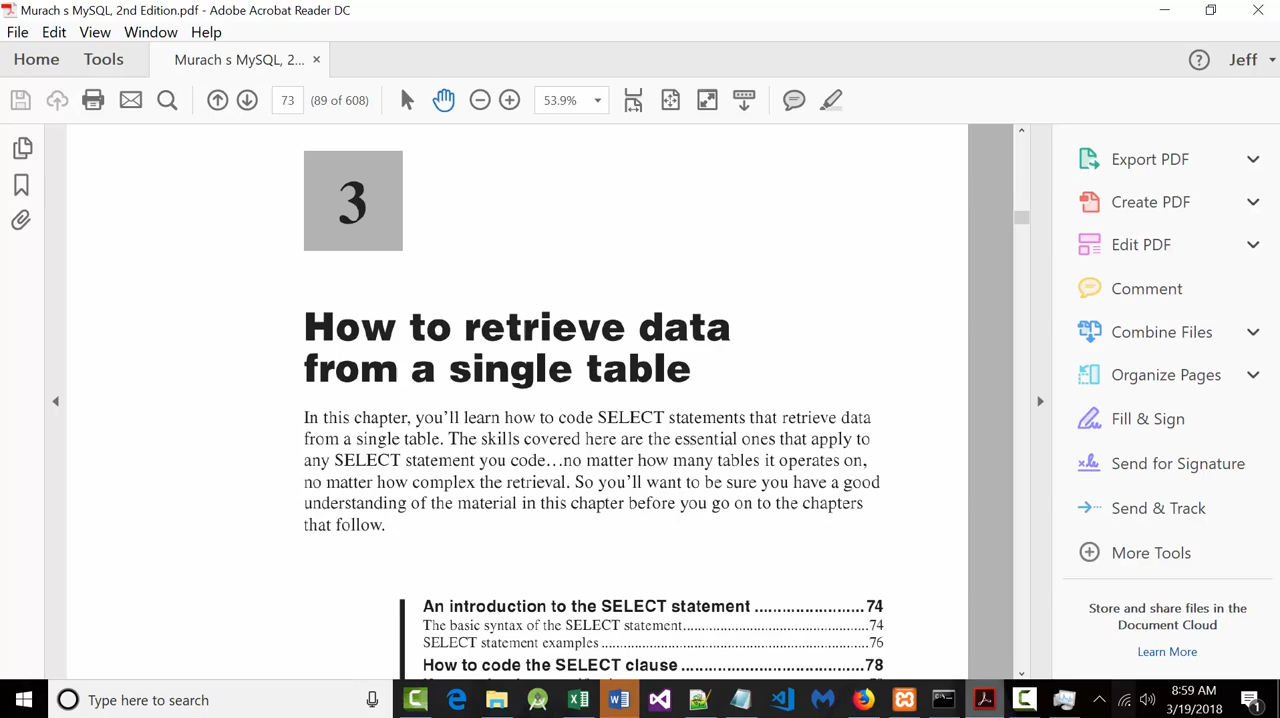 Murach s MySQL, 2nd Edition.pdf - Adobe Acrobat Reader DC
File Edit View Window Help
Home Tools Murach s MySQL, 2... × Jeff
73 (89 of 608) 53.9%
3
How to retrieve data
from a single table
In this chapter, you'll learn how to code SELECT statements that retrieve data
from a single table. The skills covered here are the essential ones that apply to
any SELECT statement you code…no matter how many tables it operates on,
no matter how complex the retrieval. So you'll want to be sure you have a good
understanding of the material in this chapter before you go on to the chapters
that follow.
An introduction to the SELECT statement ........................74
The basic syntax of the SELECT statement...............................................74
SELECT statement examples ....................................................................76
How to code the SELECT clause ........................................78
Export PDF
Create PDF
Edit PDF
Comment
Combine Files
Organize Pages
Fill & Sign
Send for Signature
Send & Track
More Tools
Store and share files in the
Document Cloud
Learn More
Type here to search
8:59 AM
3/19/2018
1